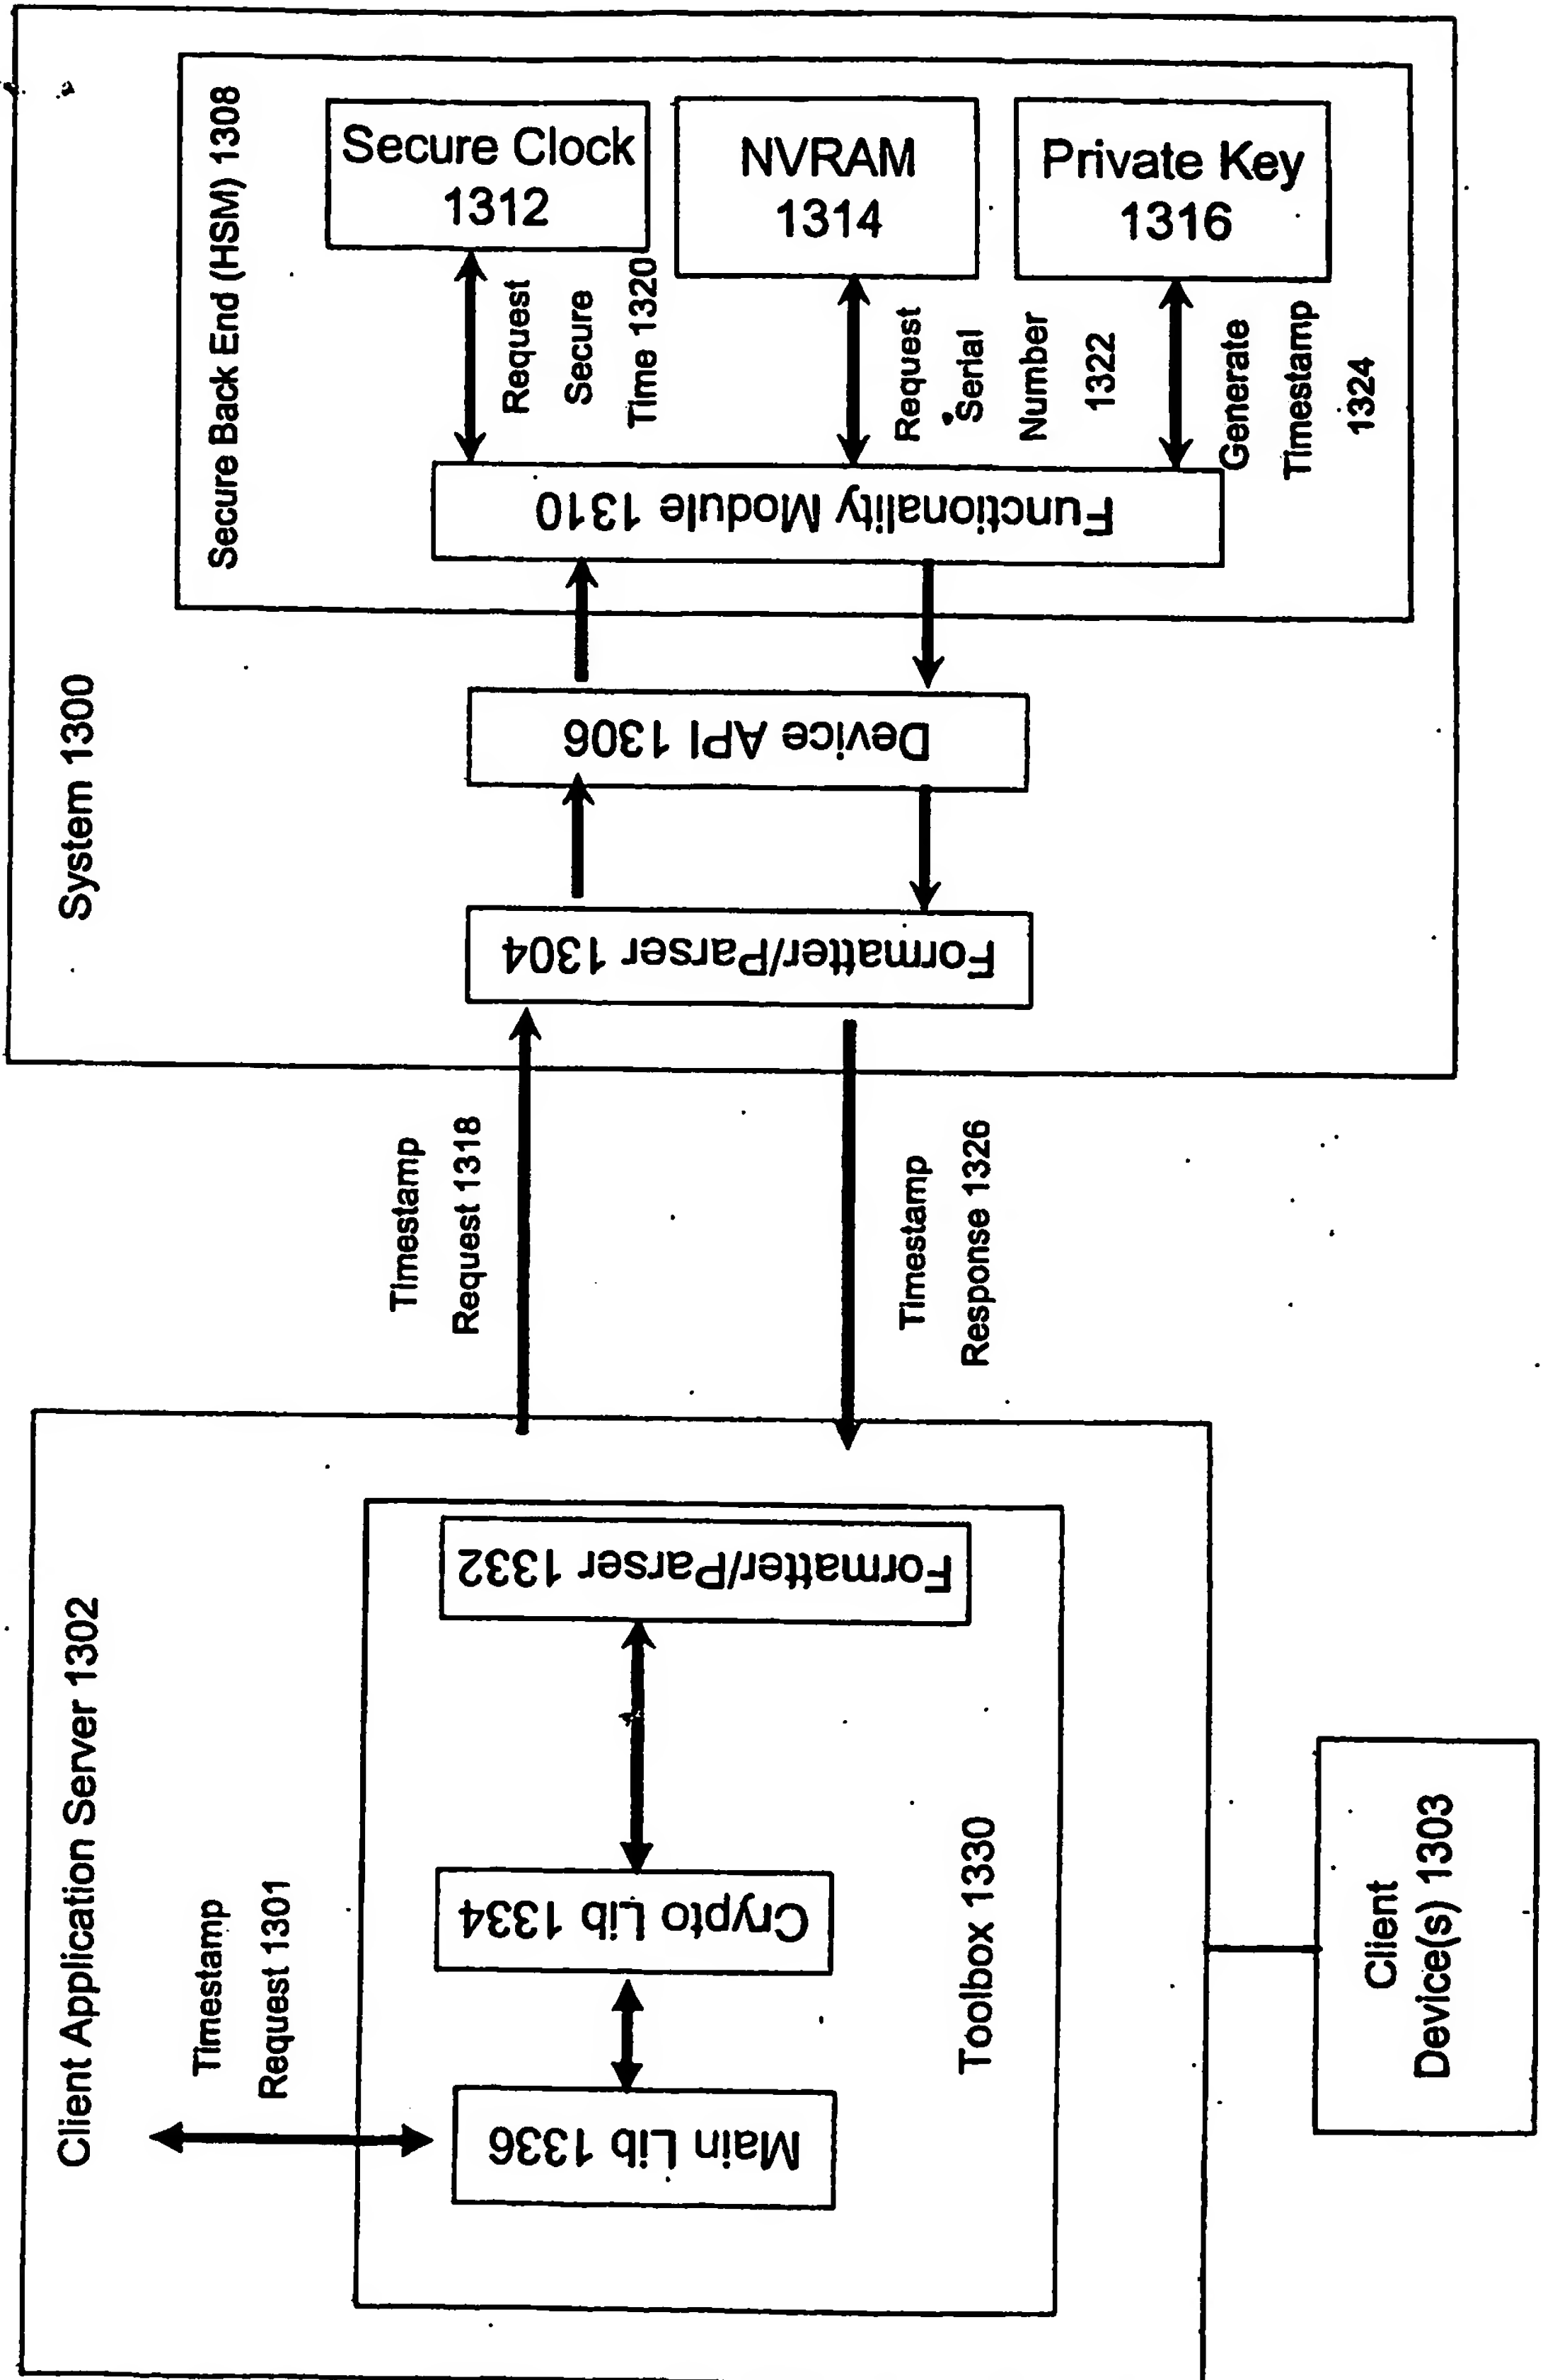 Client Application Server 1302
Timestamp
Request 1301
Main Lib 1336
Crypto Lib 1334
Formatter/Parser 1332
Toolbox 1330
Client
Device(s) 1303
Timestamp
Request 1318
Timestamp
Response 1326
System 1300
Formatter/Parser 1304
Device API 1306
Secure Back End (HSM) 1308
Functionality Module 1310
Request
Secure
Time 1320
Request
Serial
Number
1322
Generate
Timestamp
1324
Secure Clock
1312
NVRAM
1314
Private Key
1316